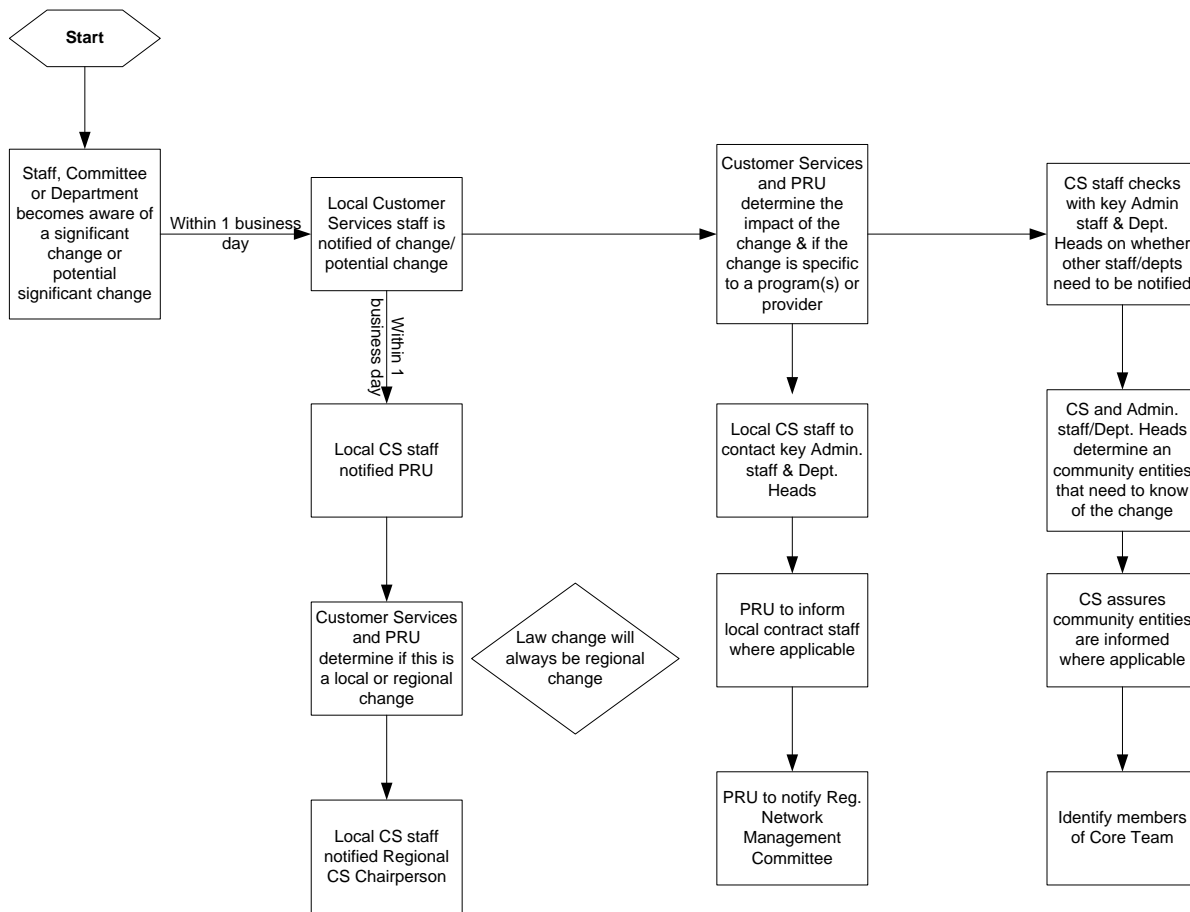 Start
Staff, Committee
or Department
becomes aware of
a significant
change or
potential
significant change
Within 1 business
day
Local Customer
Services staff is
notified of change/
potential change
Within 1
business day
Local CS staff
notified PRU
Customer Services
and PRU
determine if this is
a local or regional
change
Local CS staff
notified Regional
CS Chairperson
Law change will
always be regional
change
Customer Services
and PRU
determine the
impact of the
change & if the
change is specific
to a program(s) or
provider
Local CS staff to
contact key Admin.
staff & Dept.
Heads
PRU to inform
local contract staff
where applicable
PRU to notify Reg.
Network
Management
Committee
CS staff checks
with key Admin
staff & Dept.
Heads on whether
other staff/depts
need to be notified
CS and Admin.
staff/Dept. Heads
determine an
community entities
that need to know
of the change
CS assures
community entities
are informed
where applicable
Identify members
of Core Team